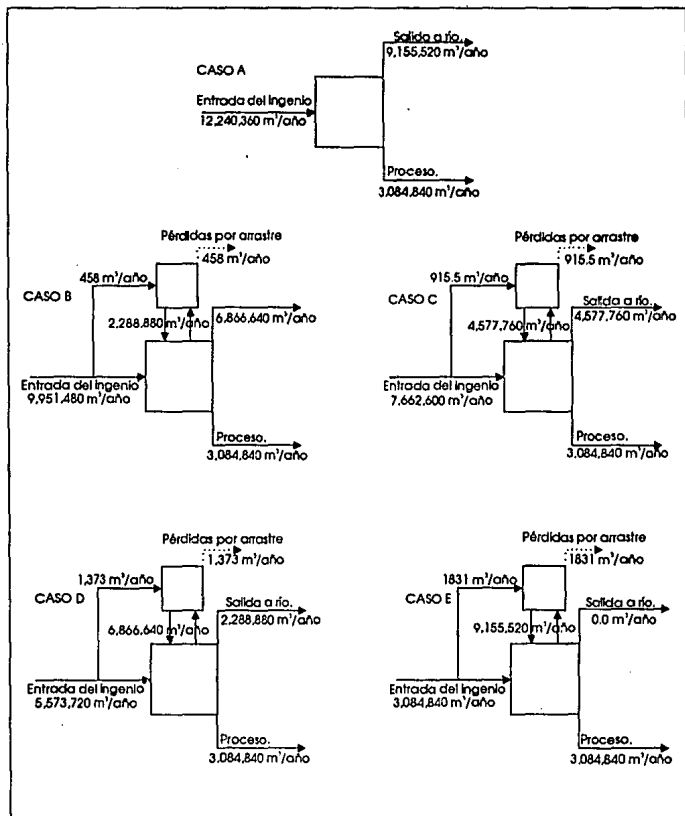 CASO A
Salida a río.
9,155,520 m³/año
Entrada del ingenio
12,240,360 m³/año
Proceso.
3,084,840 m³/año
CASO B
Pérdidas por arrastre
458 m³/año
458 m³/año
2,288,880 m³/año
6,866,640 m³/año
Entrada del ingenio
9,951,480 m³/año
Proceso.
3,084,840 m³/año
CASO C
Pérdidas por arrastre
915.5 m³/año
915.5 m³/año
Salida a río.
4,577,760 m³/año
4,577,760 m³/año
Entrada del ingenio
7,662,600 m³/año
Proceso.
3,084,840 m³/año
CASO D
Pérdidas por arrastre
1,373 m³/año
1,373 m³/año
Salida a río.
2,288,880 m³/año
6,866,640 m³/año
Entrada del ingenio
5,573,720 m³/año
Proceso.
3,084,840 m³/año
CASO E
Pérdidas por arrastre
1831 m³/año
1831 m³/año
Salida a río.
0.0 m³/año
9,155,520 m³/año
Entrada del ingenio
3,084,840 m³/año
Proceso.
3,084,840 m³/año